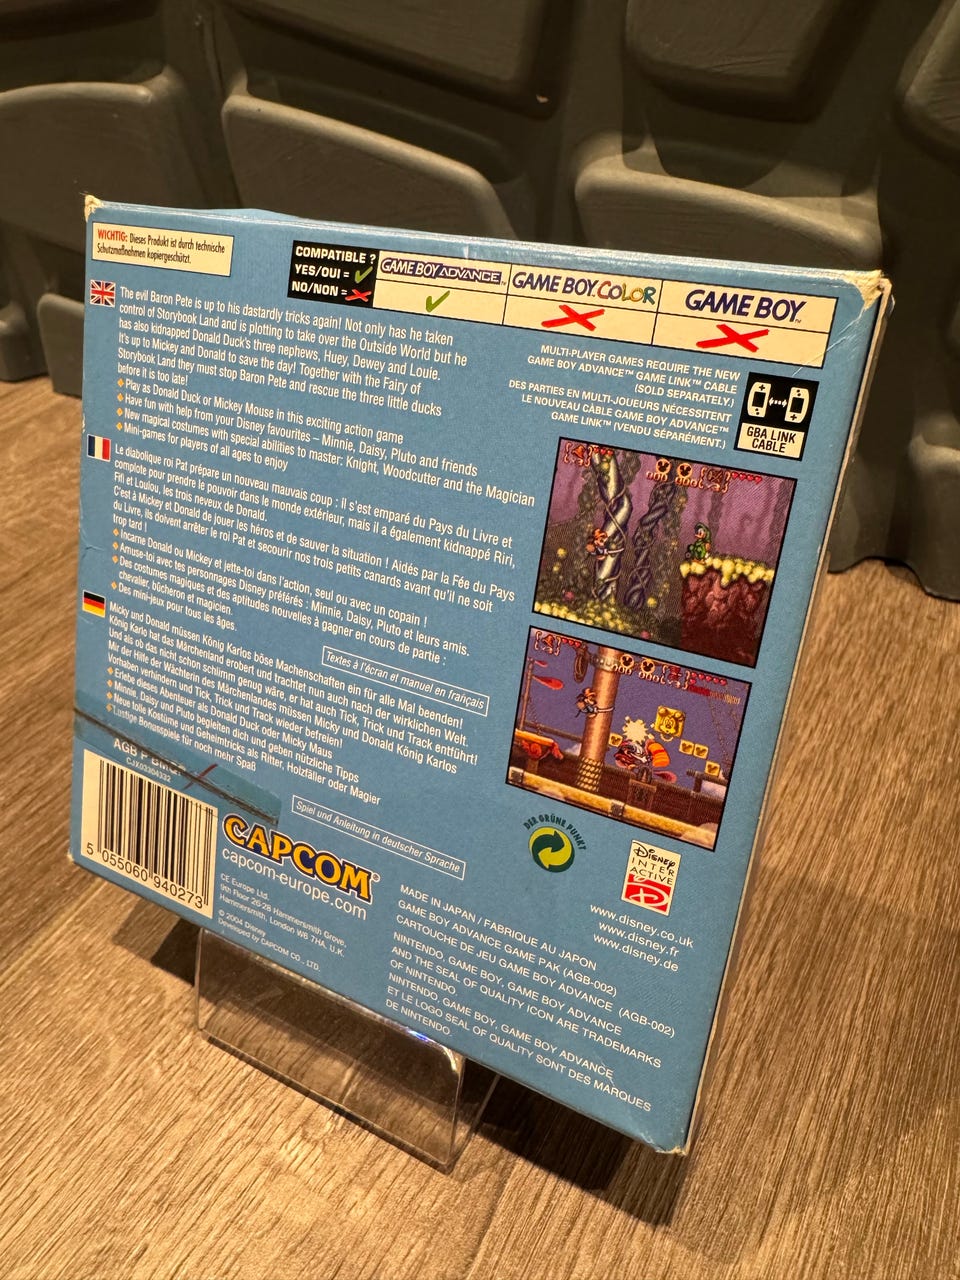 WICHTIG: Dieses Produkt ist durch technische
Schutzmaßnahmen kopiergeschützt.
COMPATIBLE ?
YES/OUI = ✓
NO/NON = ✗
GAME BOY ADVANCE™
GAME BOY COLOR
GAME BOY™
The evil Baron Pete is up to his dastardly tricks again! Not only has he taken
control of Storybook Land and is plotting to take over the Outside World but he
has also kidnapped Donald Duck's three nephews, Huey, Dewey and Louie.
It's up to Mickey and Donald to save the day! Together with the Fairy of
Storybook Land they must stop Baron Pete and rescue the three little ducks
before it is too late!
Play as Donald Duck or Mickey Mouse in this exciting action game
Have fun with help from your Disney favourites – Minnie, Daisy, Pluto and friends
New magical costumes with special abilities to master: Knight, Woodcutter and the Magician
Mini-games for players of all ages to enjoy
MULTI-PLAYER GAMES REQUIRE THE NEW
GAME BOY ADVANCE™ GAME LINK™ CABLE
(SOLD SEPARATELY.)
DES PARTIES EN MULTI-JOUEURS NÉCESSITENT
LE NOUVEAU CÂBLE GAME BOY ADVANCE™
GAME LINK™ (VENDU SÉPARÉMENT.)
GBA LINK
CABLE
Le diabolique roi Pat prépare un nouveau mauvais coup : il s'est emparé du Pays du Livre et
complote pour prendre le pouvoir dans le monde extérieur, mais il a également kidnappé Riri,
Fifi et Loulou, les trois neveux de Donald.
C'est à Mickey et Donald de jouer les héros et de sauver la situation ! Aidés par la Fée du Pays
du Livre, ils doivent arrêter le roi Pat et secourir nos trois petits canards avant qu'il ne soit
trop tard !
Incarne Donald ou Mickey et jette-toi dans l'action, seul ou avec un copain !
Amuse-toi avec tes personnages Disney préférés : Minnie, Daisy, Pluto et leurs amis.
Des costumes magiques et des aptitudes nouvelles à gagner en cours de partie :
chevalier, bûcheron et magicien.
Des mini-jeux pour tous les âges.
Textes à l'écran et manuel en français
Micky und Donald müssen König Karlos böse Machenschaften ein für alle Mal beenden!
König Karlo hat das Märchenland erobert und trachtet nun auch nach der wirklichen Welt.
Und als ob das nicht schon schlimm genug wäre, er hat auch Tick, Trick und Track entführt!
Mit der Hilfe der Wächterin des Märchenlandes müssen Micky und Donald König Karlos
Vorhaben verhindern und Tick, Trick und Track wieder befreien!
Erlebe dieses Abenteuer als Donald Duck oder Micky Maus
Minnie, Daisy und Pluto begleiten dich und geben nützliche Tipps
Neue tolle Kostüme und Geheimtricks als Ritter, Holzfäller oder Magier
Lustige Bonusspiele für noch mehr Spaß
Spiel und Anleitung in deutscher Sprache
AGB P
CJX03304332
5 055060 940273
CAPCOM®
capcom-europe.com
CE Europe Ltd.,
9th Floor 26-28 Hammersmith Grove,
Hammersmith, London W6 7HA, U.K.
© 2004 Disney
Developed by CAPCOM CO., LTD.
DER GRÜNE PUNKT
Disney
INTER
ACTIVE
D
www.disney.co.uk
www.disney.fr
www.disney.de
MADE IN JAPAN / FABRIQUE AU JAPON
GAME BOY ADVANCE GAME PAK (AGB-002)
CARTOUCHE DE JEU GAME BOY ADVANCE (AGB-002)
NINTENDO, GAME BOY, GAME BOY ADVANCE
AND THE SEAL OF QUALITY ICON ARE TRADEMARKS
OF NINTENDO.
NINTENDO, GAME BOY, GAME BOY ADVANCE
ET LE LOGO SEAL OF QUALITY SONT DES MARQUES
DE NINTENDO.